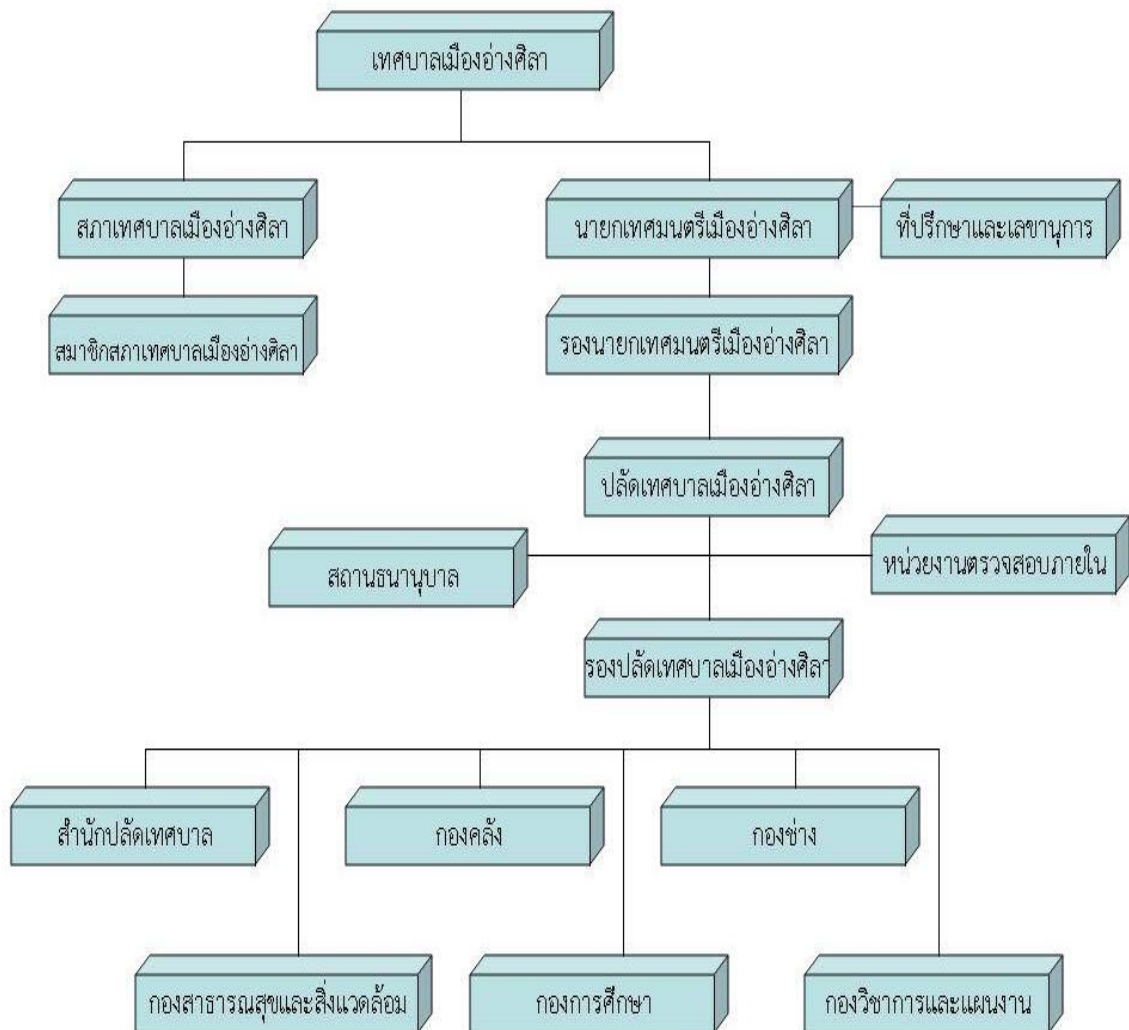 เทศบาลเมืองอ่างศิลา
สภาเทศบาลเมืองอ่างศิลา
นายกเทศมนตรีเมืองอ่างศิลา
ที่ปรึกษาและเลขานุการ
สมาชิกสภาเทศบาลเมืองอ่างศิลา
รองนายกเทศมนตรีเมืองอ่างศิลา
ปลัดเทศบาลเมืองอ่างศิลา
สถานธนานุบาล
หน่วยงานตรวจสอบภายใน
รองปลัดเทศบาลเมืองอ่างศิลา
สำนักปลัดเทศบาล
กองคลัง
กองช่าง
กองสาธารณสุขและสิ่งแวดล้อม
กองการศึกษา
กองวิชาการและแผนงาน